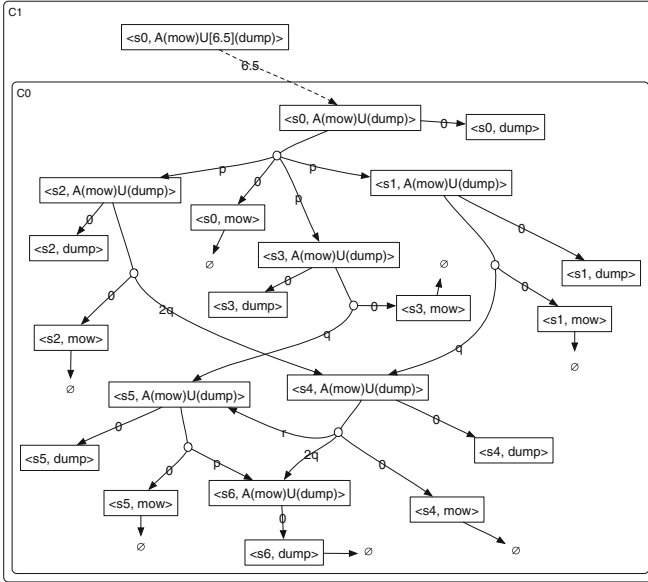 C1
<s0, A(mow)U[6.5](dump)>
6.5
C0
<s0, A(mow)U(dump)>
0
<s0, dump>
p
0
p
p
<s2, A(mow)U(dump)>
<s1, A(mow)U(dump)>
0
<s0, mow>
0
<s2, dump>
∅
<s3, A(mow)U(dump)>
∅
<s1, dump>
0
<s3, dump>
0
<s3, mow>
0
<s1, mow>
0
2q
<s2, mow>
q
q
∅
∅
<s5, A(mow)U(dump)>
<s4, A(mow)U(dump)>
0
r
0
<s5, dump>
<s4, dump>
0
p
2q
0
<s5, mow>
<s6, A(mow)U(dump)>
<s4, mow>
0
∅
<s6, dump>
∅
∅